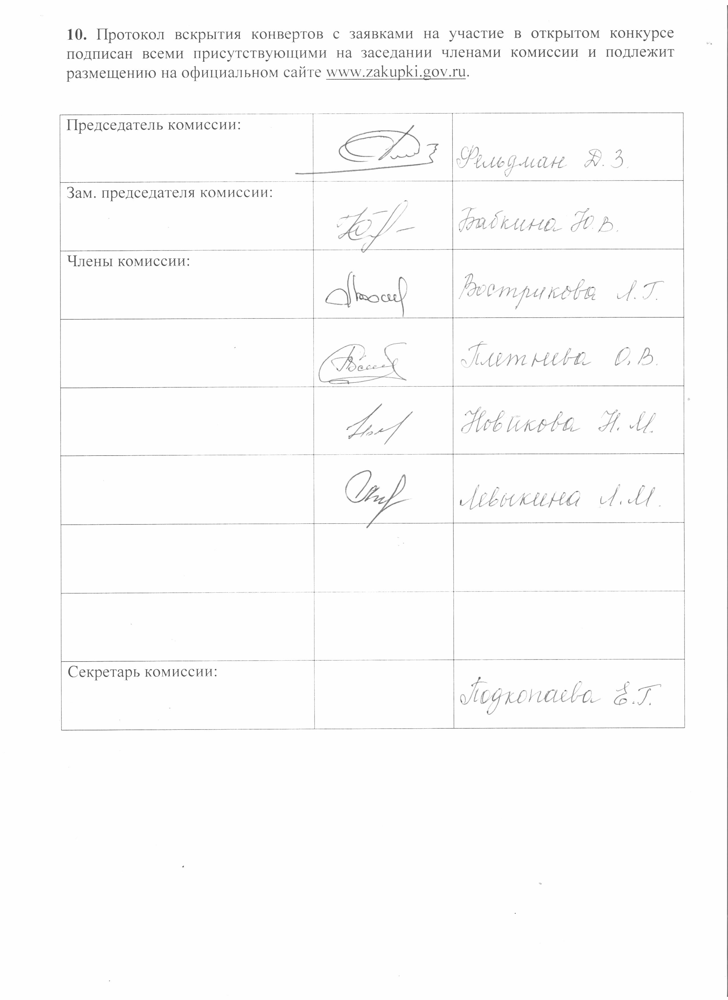 10. Протокол вскрытия конвертов с заявками на участие в открытом конкурсе
подписан всеми присутствующими на заседании членами комиссии и подлежит
размещению на официальном сайте www.zakupki.gov.ru.
Председатель комиссии:
Фельдман Д. З.
Зам. председателя комиссии:
Бабкина Ю. В.
Члены комиссии:
Вострикова Л. Г.
Плетнева О. В.
Новикова Н. М.
Левыкина Л. М.
Секретарь комиссии:
Подкопаева Е. Г.